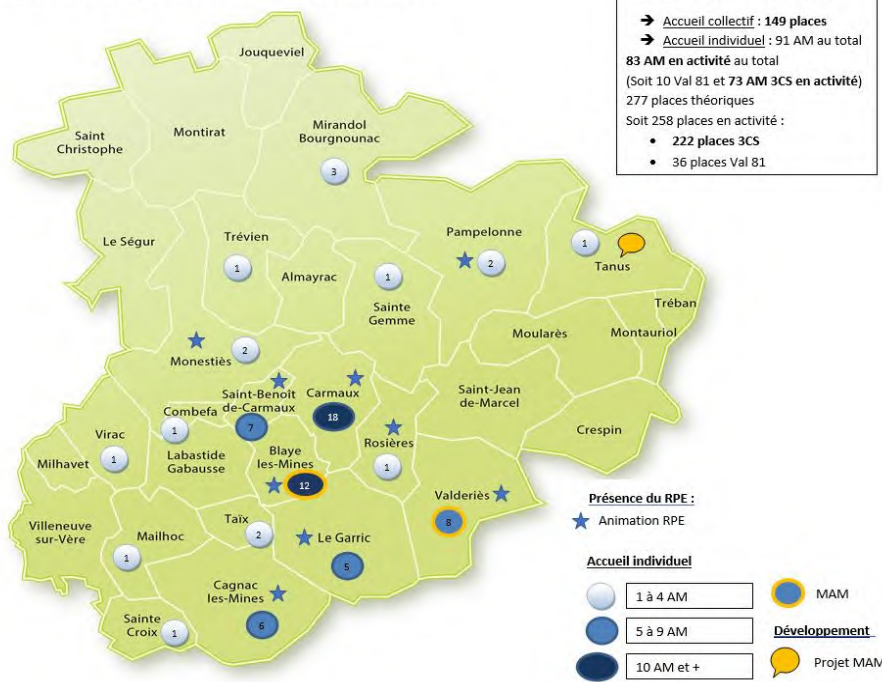 ➔ Accueil collectif : 149 places
➔ Accueil individuel : 91 AM au total
83 AM en activité au total
(Soit 10 Val 81 et 73 AM 3CS en activité)
277 places théoriques
Soit 258 places en activité :
• 222 places 3CS
• 36 places Val 81
Jouqueviel
Saint
Christophe
Montirat
Mirandol
Bourgnounac
3
Le Ségur
Trévien
1
Almayrac
1
Sainte
Gemme
Pampelonne
2
1
Tanus
Tréban
Montauriol
Moularès
Monestiès
2
Saint-Benoît
de-Carmaux
7
Carmaux
18
Saint-Jean
de-Marcel
Crespin
Combefa
1
Rosières
1
Virac
1
Milhavet
Labastide
Gabausse
Blaye
les-Mines
12
Valderiès
8
Villeneuve
sur-Vère
Mailhoc
1
Taïx
2
Le Garric
5
Cagnac
les-Mines
6
Sainte
Croix
1
Présence du RPE :
Animation RPE
Accueil individuel
1 à 4 AM
MAM
5 à 9 AM
Développement
10 AM et +
Projet MAM